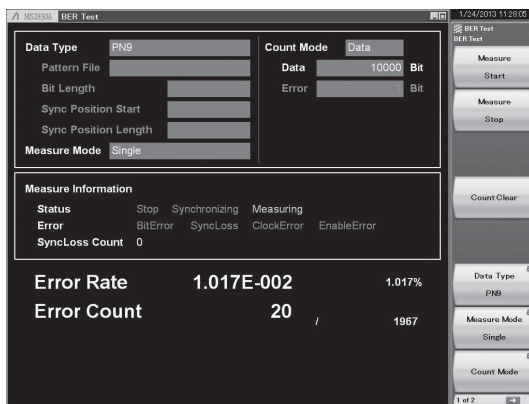 MS2830A BER Test
1/24/2013 11:28:05
BER Test
BER Test
Data Type PN9
Pattern File
Bit Length
Sync Position Start
Sync Position Length
Measure Mode Single
Count Mode Data
Data 10000 Bit
Error 1 Bit
Measure Information
Status Stop Synchronizing Measuring
Error BitError SyncLoss ClockError EnableError
SyncLoss Count 0
Error Rate 1.017E-002 1.017%
Error Count 20 / 1967
Measure
Start
Measure
Stop
Count Clear
Data Type
PN9
Measure Mode
Single
Count Mode
1 of 2